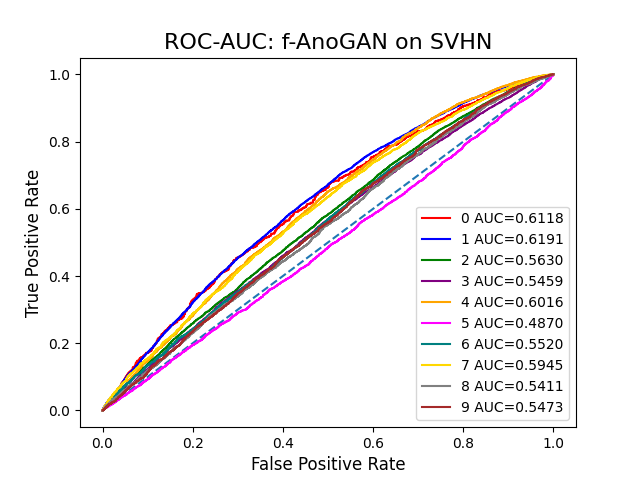 ROC-AUC: f-AnoGAN on SVHN
True Positive Rate
1.0
0.8
0.6
0.4
0.2
0.0
0 AUC=0.6118
1 AUC=0.6191
2 AUC=0.5630
3 AUC=0.5459
4 AUC=0.6016
5 AUC=0.4870
6 AUC=0.5520
7 AUC=0.5945
8 AUC=0.5411
9 AUC=0.5473
0.0 0.2 0.4 0.6 0.8 1.0
False Positive Rate